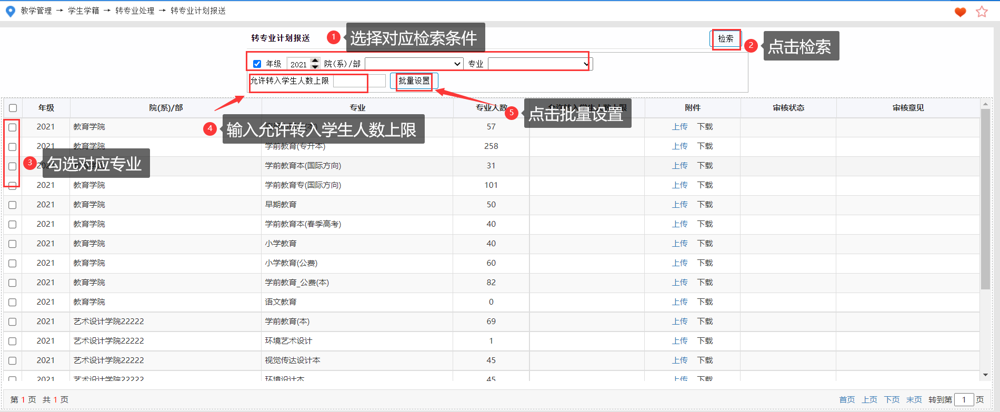 教学管理 → 学生学籍 → 转专业处理 → 转专业计划报送
转专业计划报送 1 选择对应检索条件 检索 2 点击检索
年级 2021 院(系)/部 专业
允许转入学生人数上限 批量设置
年级 院(系)/部 专业 专业人数 5 点击批量设置 附件 审核状态 审核意见
2021 教育学院 4 输入允许转入学生人数上限 57 上传 下载
2021 教育学院 学前教育(专升本) 258 上传 下载
3 勾选对应专业 学前教育本(国际方向) 31 上传 下载
2021 教育学院 学前教育专(国际方向) 101 上传 下载
2021 教育学院 早期教育 50 上传 下载
2021 教育学院 学前教育本(春季高考) 40 上传 下载
2021 教育学院 小学教育 40 上传 下载
2021 教育学院 小学教育(公费) 60 上传 下载
2021 教育学院 学前教育_公费(本) 82 上传 下载
2021 教育学院 语文教育 0 上传 下载
2021 艺术设计学院22222 学前教育(本) 69 上传 下载
2021 艺术设计学院22222 环境艺术设计 1 上传 下载
2021 艺术设计学院22222 视觉传达设计本 45 上传 下载
2021 艺术设计学院22222 环境设计本 45 上传 下载
第 1 页 共 1 页 首页 上页 下页 末页 转到第 1 页